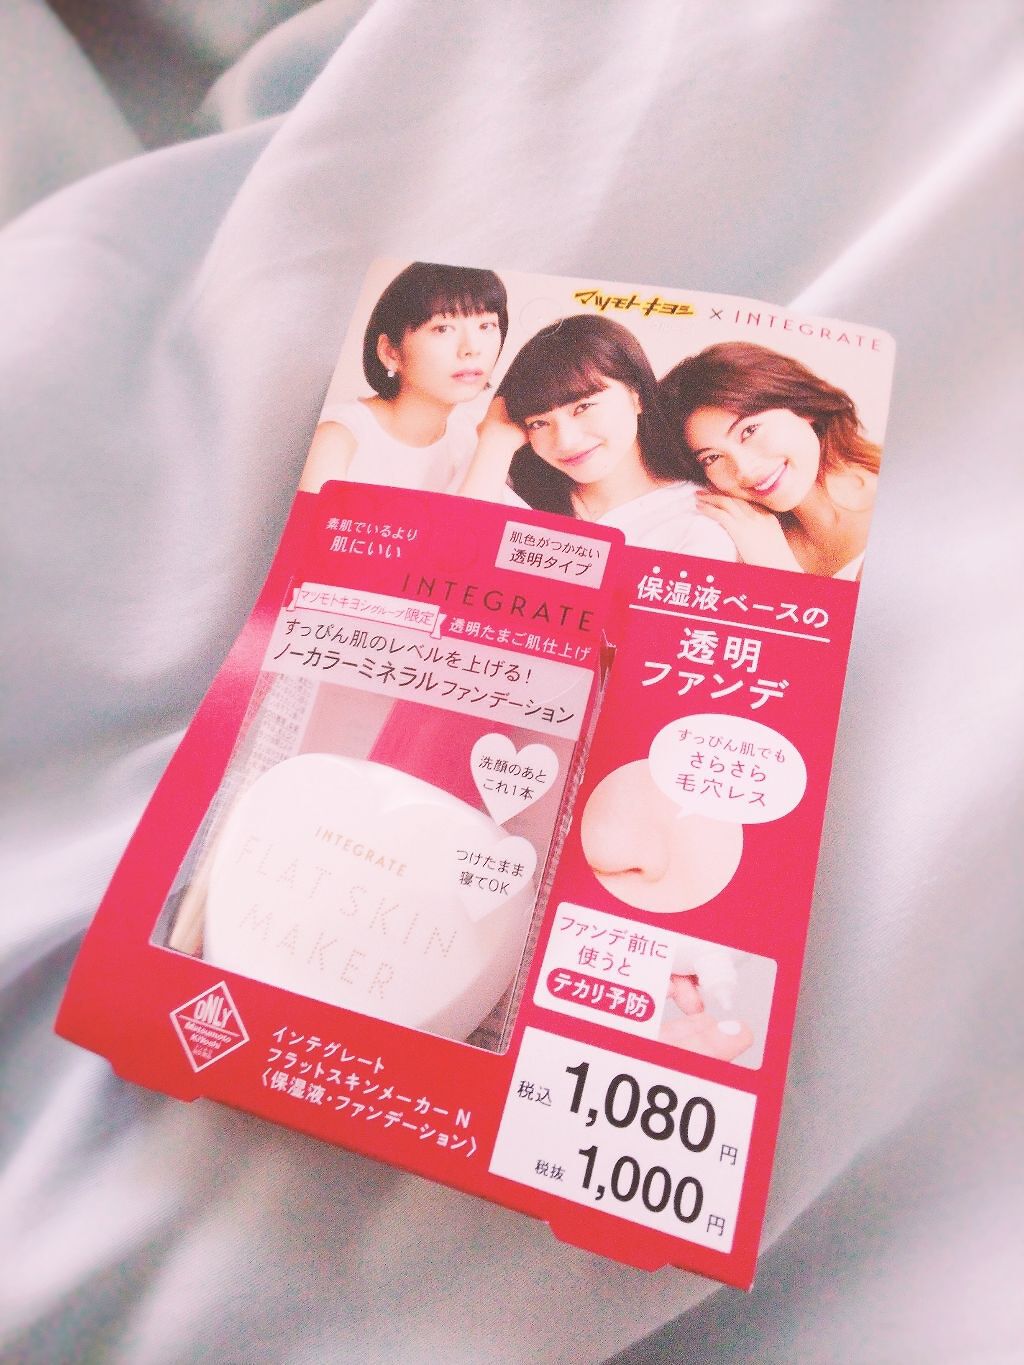 マツモトキヨシ × INTEGRATE
素肌でいるより
肌にいい
肌色がつかない
透明タイプ
INTEGRATE
マツモトキヨシグループ限定
透明たまご肌仕上げ
すっぴん肌のレベルを上げる!
ノーカラーミネラルファンデーション
洗顔のあと
これ1本
つけたまま
寝てOK
INTEGRATE
FLAT SKIN
MAKER
ONLY
Matsumoto
KiYoshi
インテグレート
フラットスキンメーカー N
〈保湿液・ファンデーション〉
保湿液ベースの
透明
ファンデ
すっぴん肌でも
さらさら
毛穴レス
ファンデ前に
使うと
テカリ予防
税込 1,080円
税抜 1,000円